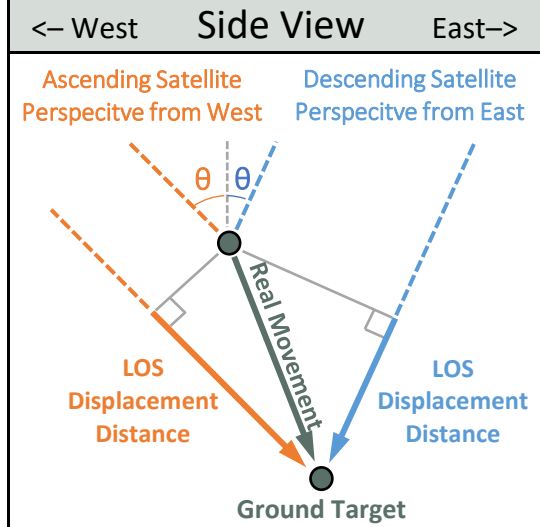 <– West Side View East–>
Ascending Satellite
Perspecitve from West
Descending Satellite
Perspecitve from East
θ θ
Real Movement
LOS
Displacement
Distance
LOS
Displacement
Distance
Ground Target